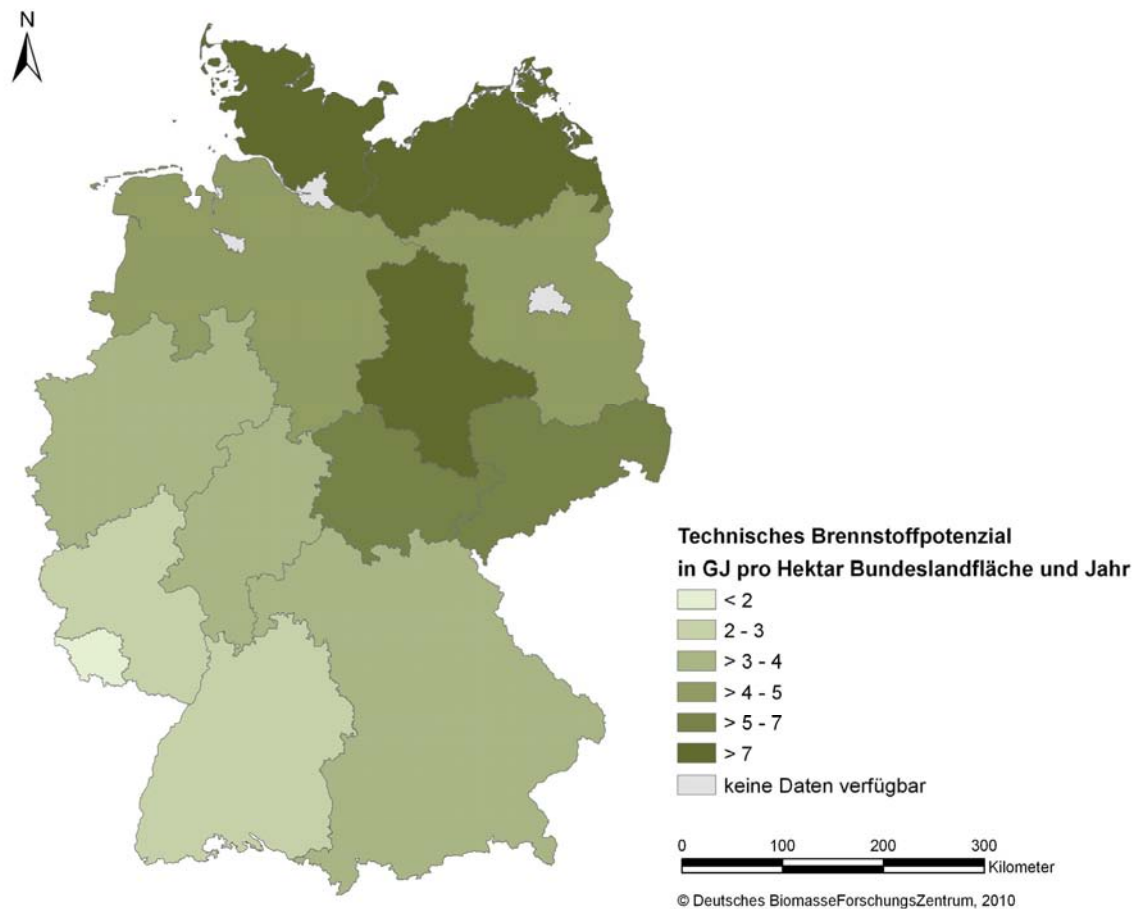 N
Technisches Brennstoffpotenzial
in GJ pro Hektar Bundeslandfläche und Jahr
< 2
2 - 3
> 3 - 4
> 4 - 5
> 5 - 7
> 7
keine Daten verfügbar
0 100 200 300
Kilometer
© Deutsches BiomasseForschungsZentrum, 2010